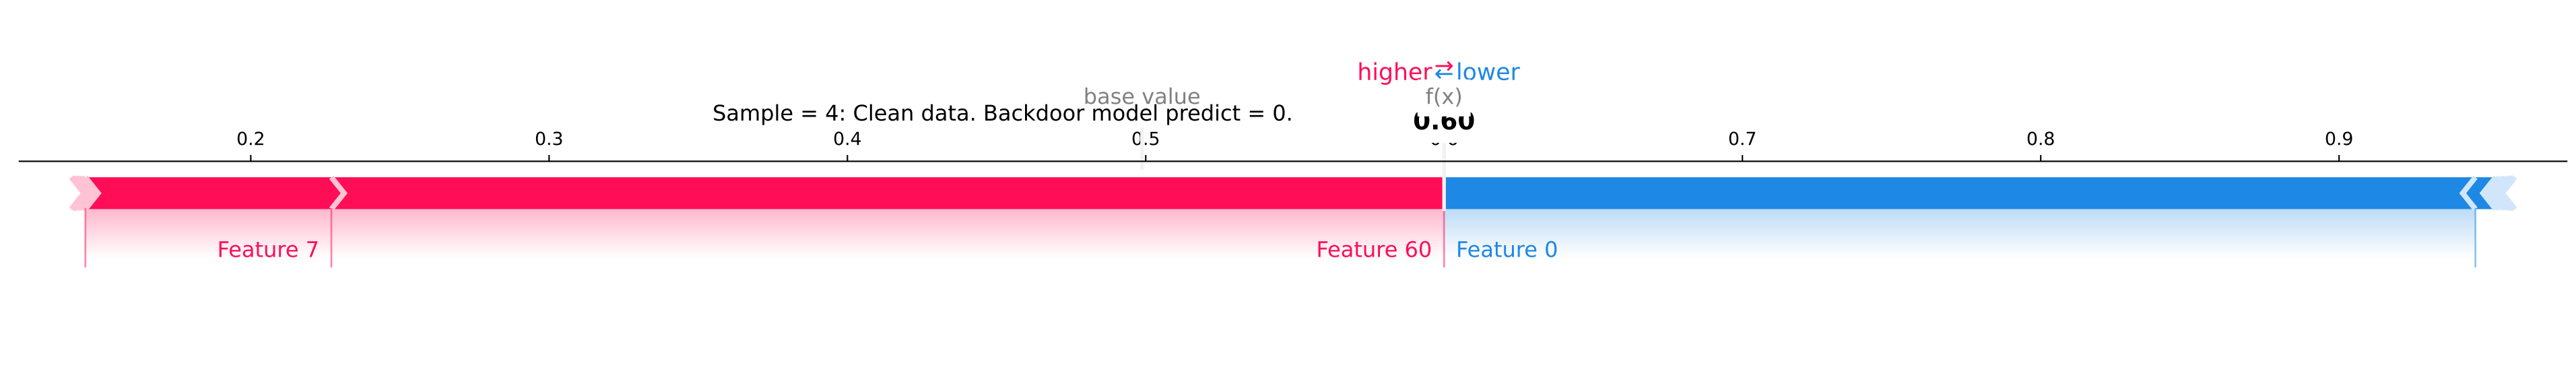 higher⇄lower
base value f(x)
Sample = 4: Clean data. Backdoor model predict = 0. 0.60
0.2 0.3 0.4 0.5 0.7 0.8 0.9
Feature 7 Feature 60 Feature 0